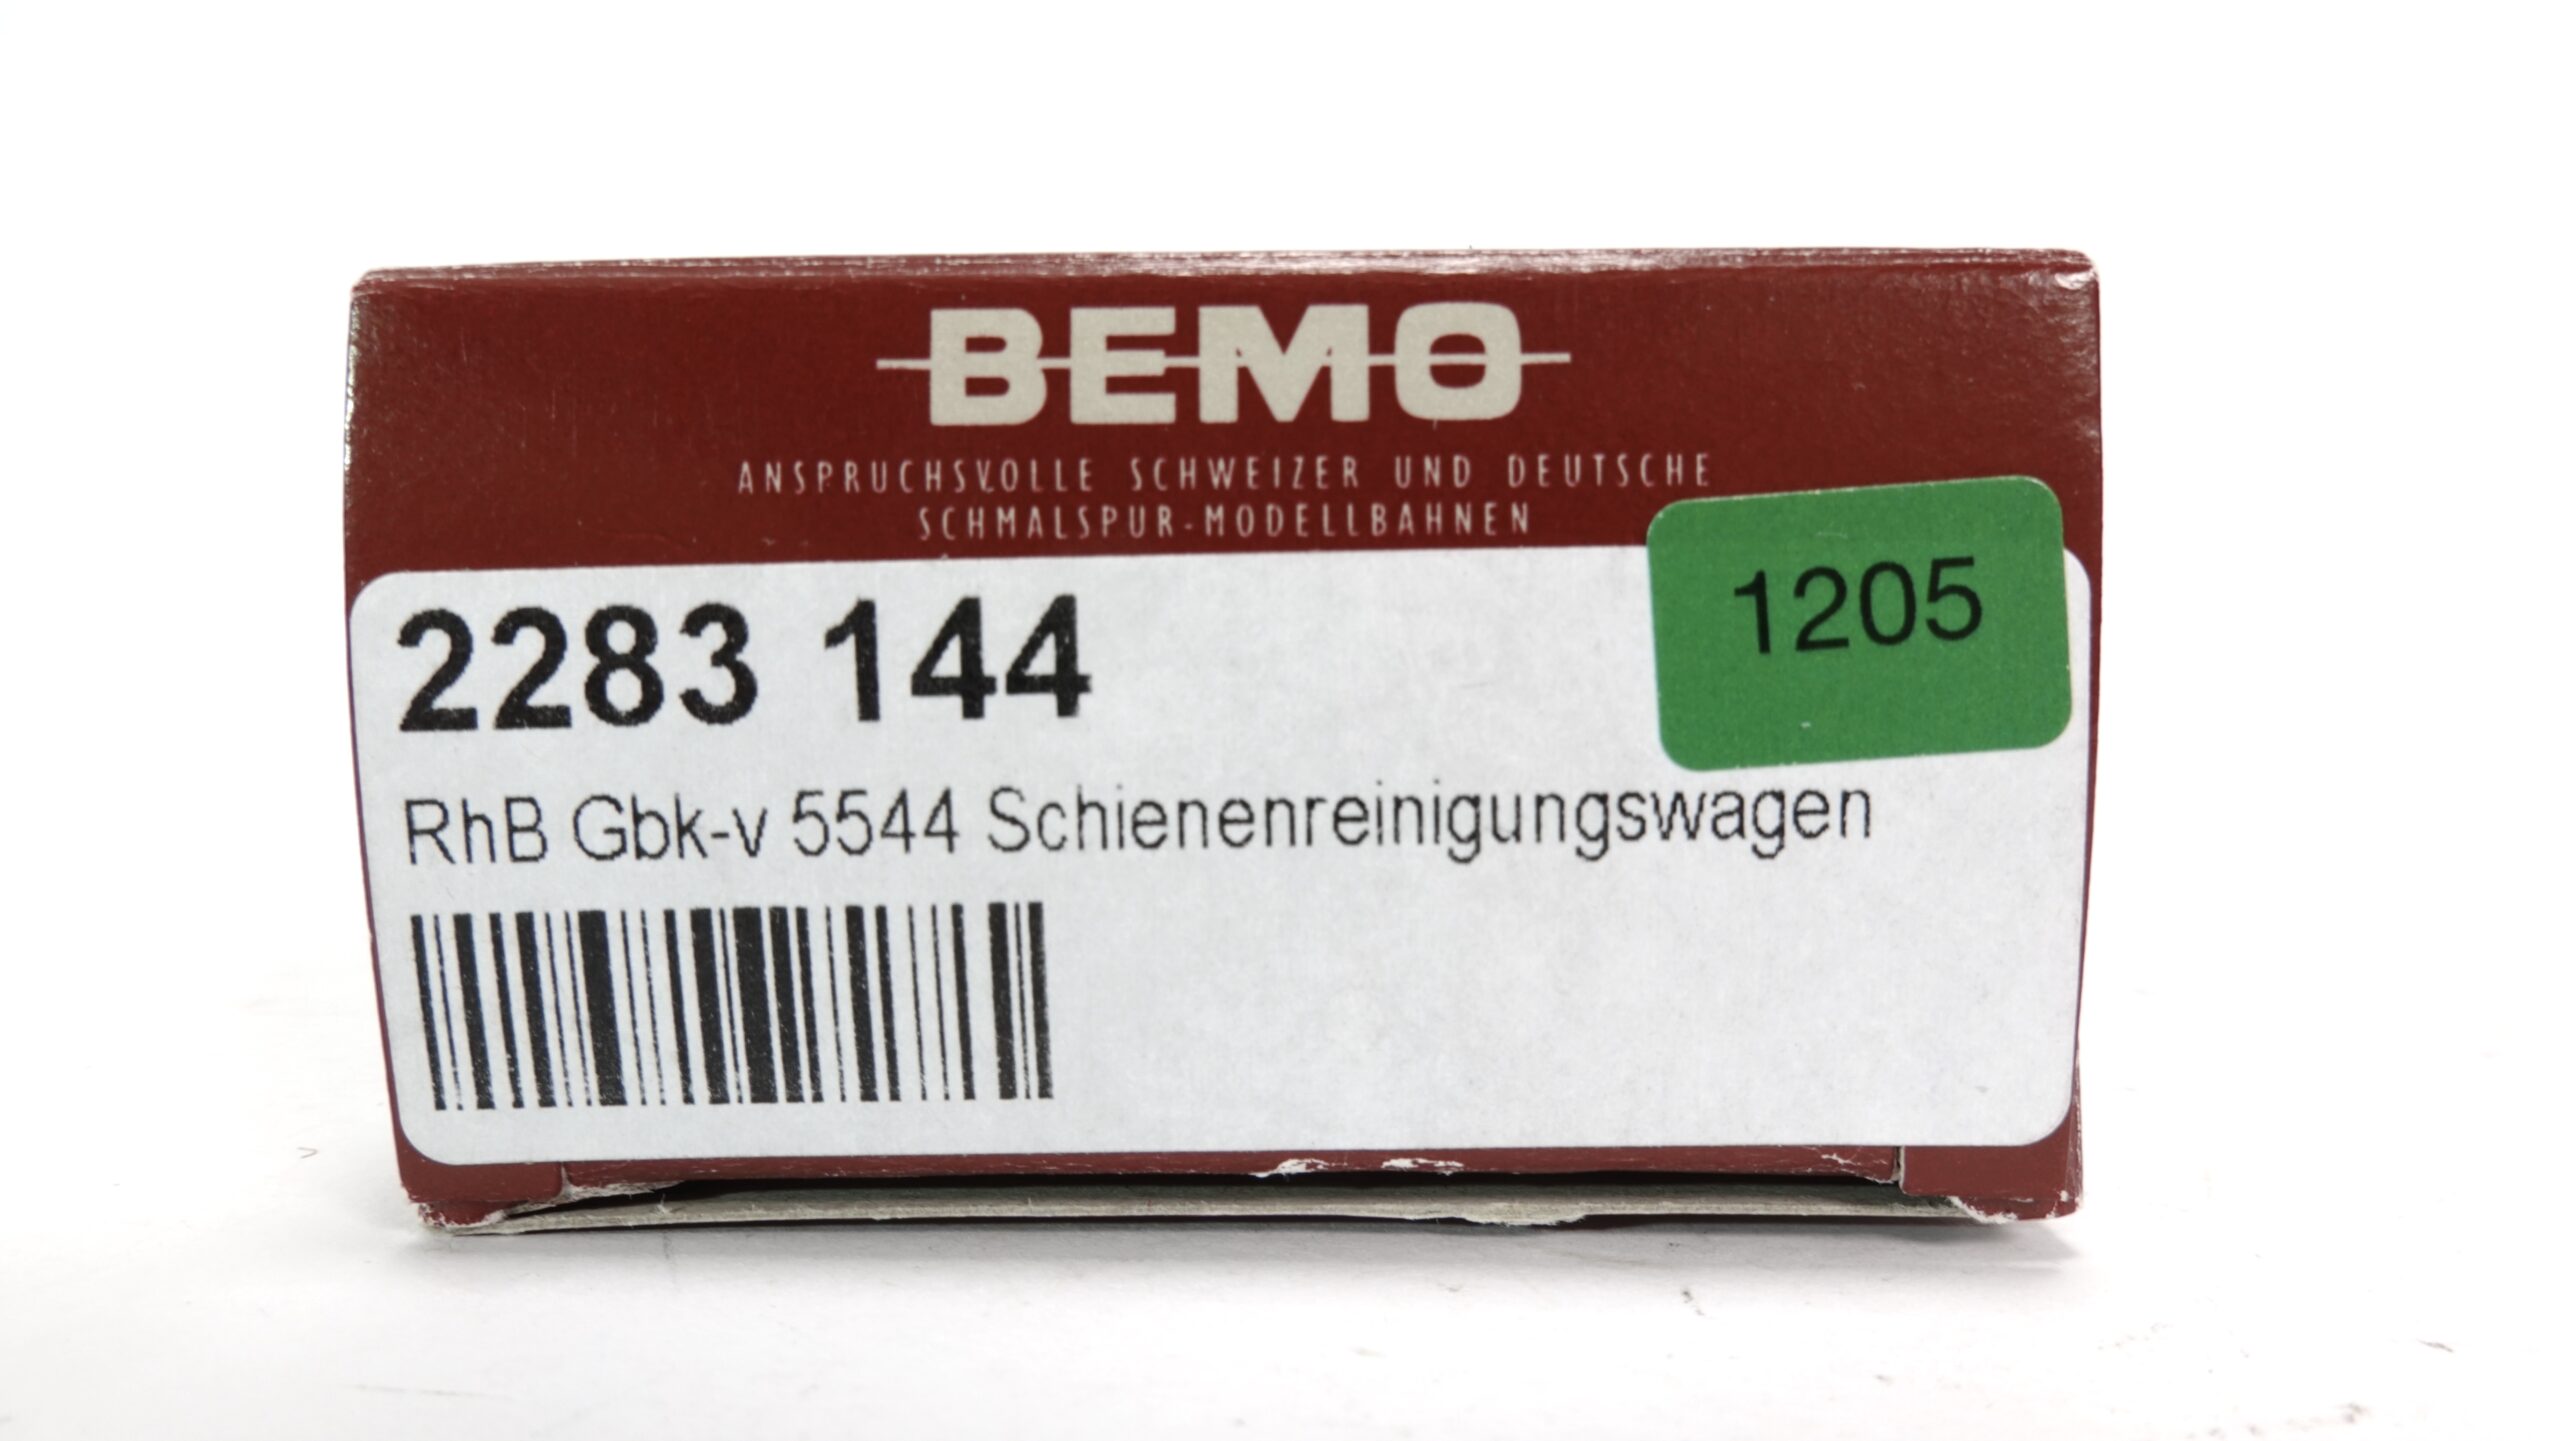 BEMO
ANSPRUCHSVOLLE SCHWEIZER UND DEUTSCHE
SCHMALSPUR-MODELLBAHNEN
1205
2283 144
RhB Gbk-v 5544 Schienenreinigungswagen